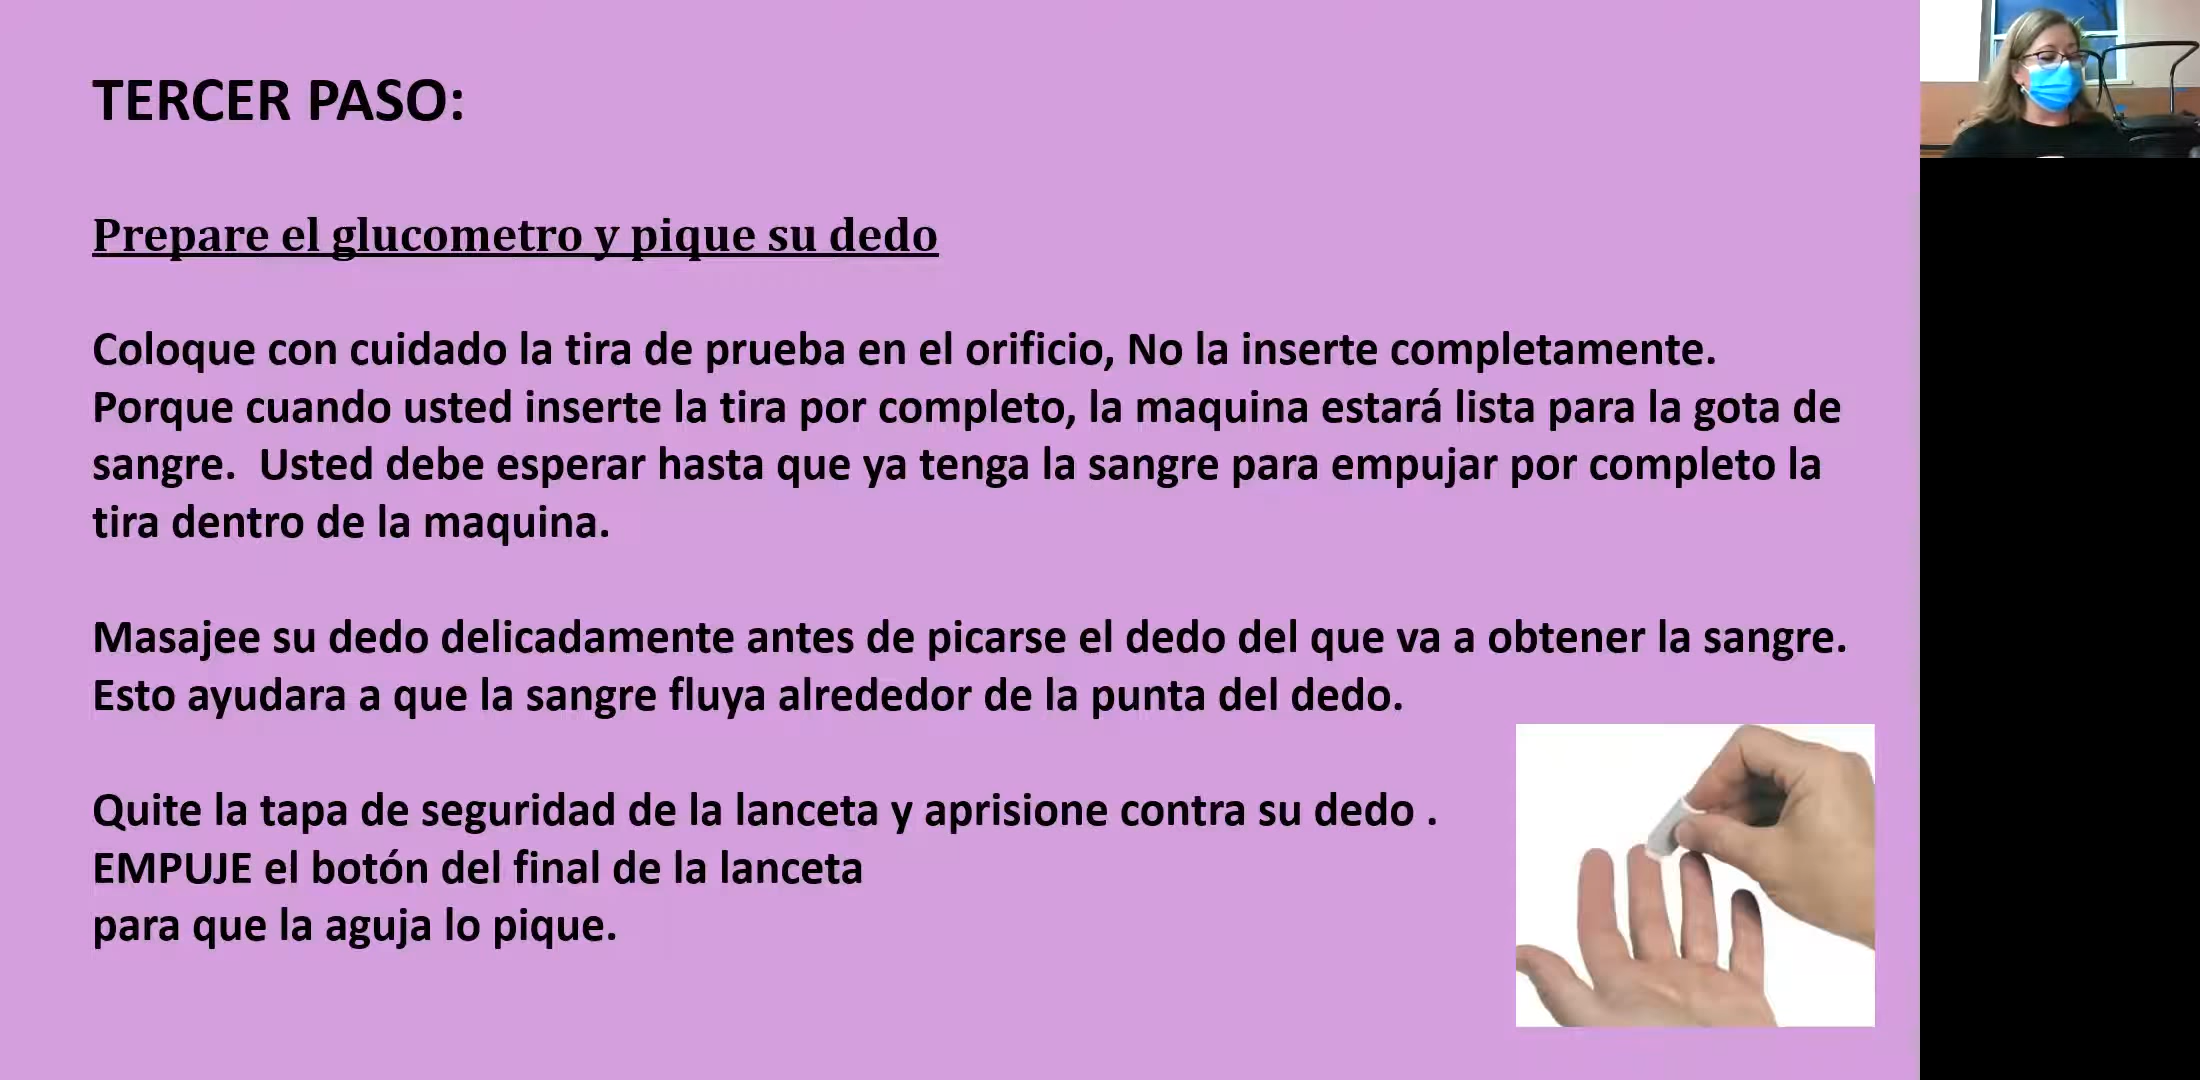 TERCER PASO:
Prepare el glucometro y pique su dedo
Coloque con cuidado la tira de prueba en el orificio, No la inserte completamente.
Porque cuando usted inserte la tira por completo, la maquina estará lista para la gota de
sangre.  Usted debe esperar hasta que ya tenga la sangre para empujar por completo la
tira dentro de la maquina.
Masajee su dedo delicadamente antes de picarse el dedo del que va a obtener la sangre.
Esto ayudara a que la sangre fluya alrededor de la punta del dedo.
Quite la tapa de seguridad de la lanceta y aprisione contra su dedo .
EMPUJE el botón del final de la lanceta
para que la aguja lo pique.